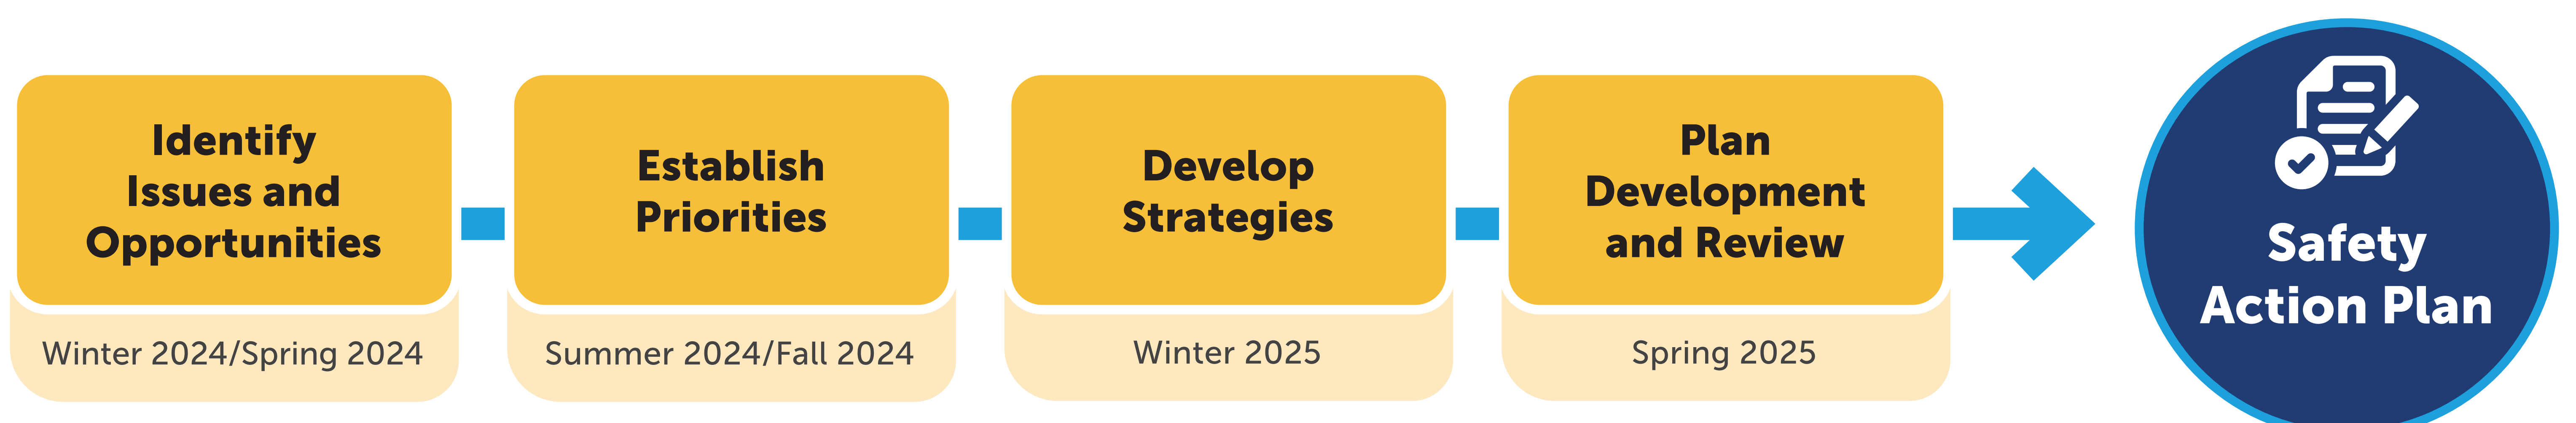 Identify
Issues and
Opportunities
Winter 2024/Spring 2024
Establish
Priorities
Summer 2024/Fall 2024
Develop
Strategies
Winter 2025
Plan
Development
and Review
Spring 2025
Safety
Action Plan